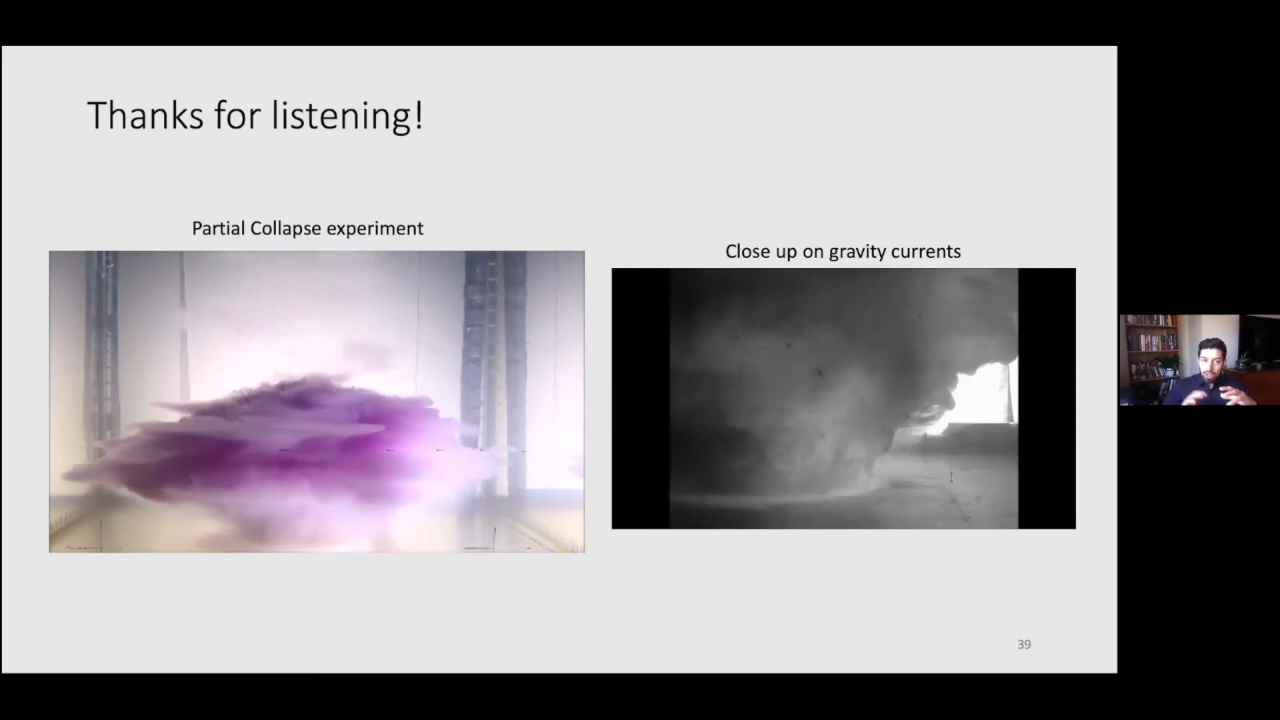 Thanks for listening!
Partial Collapse experiment
Close up on gravity currents
39